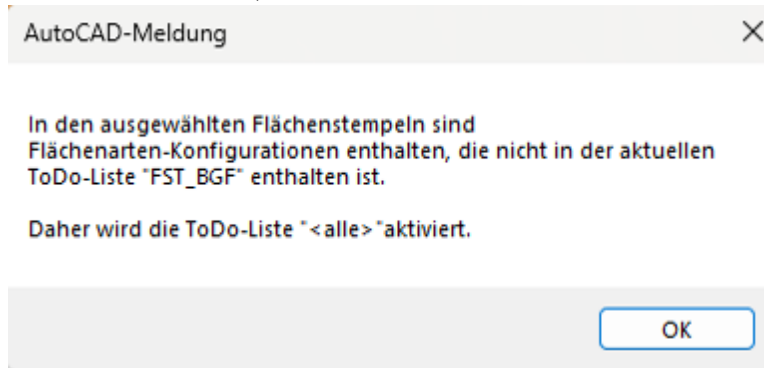 AutoCAD-Meldung
In den ausgewählten Flächenstempeln sind
Flächenarten-Konfigurationen enthalten, die nicht in der aktuellen
ToDo-Liste "FST_BGF" enthalten ist.
Daher wird die ToDo-Liste "<alle>"aktiviert.
OK